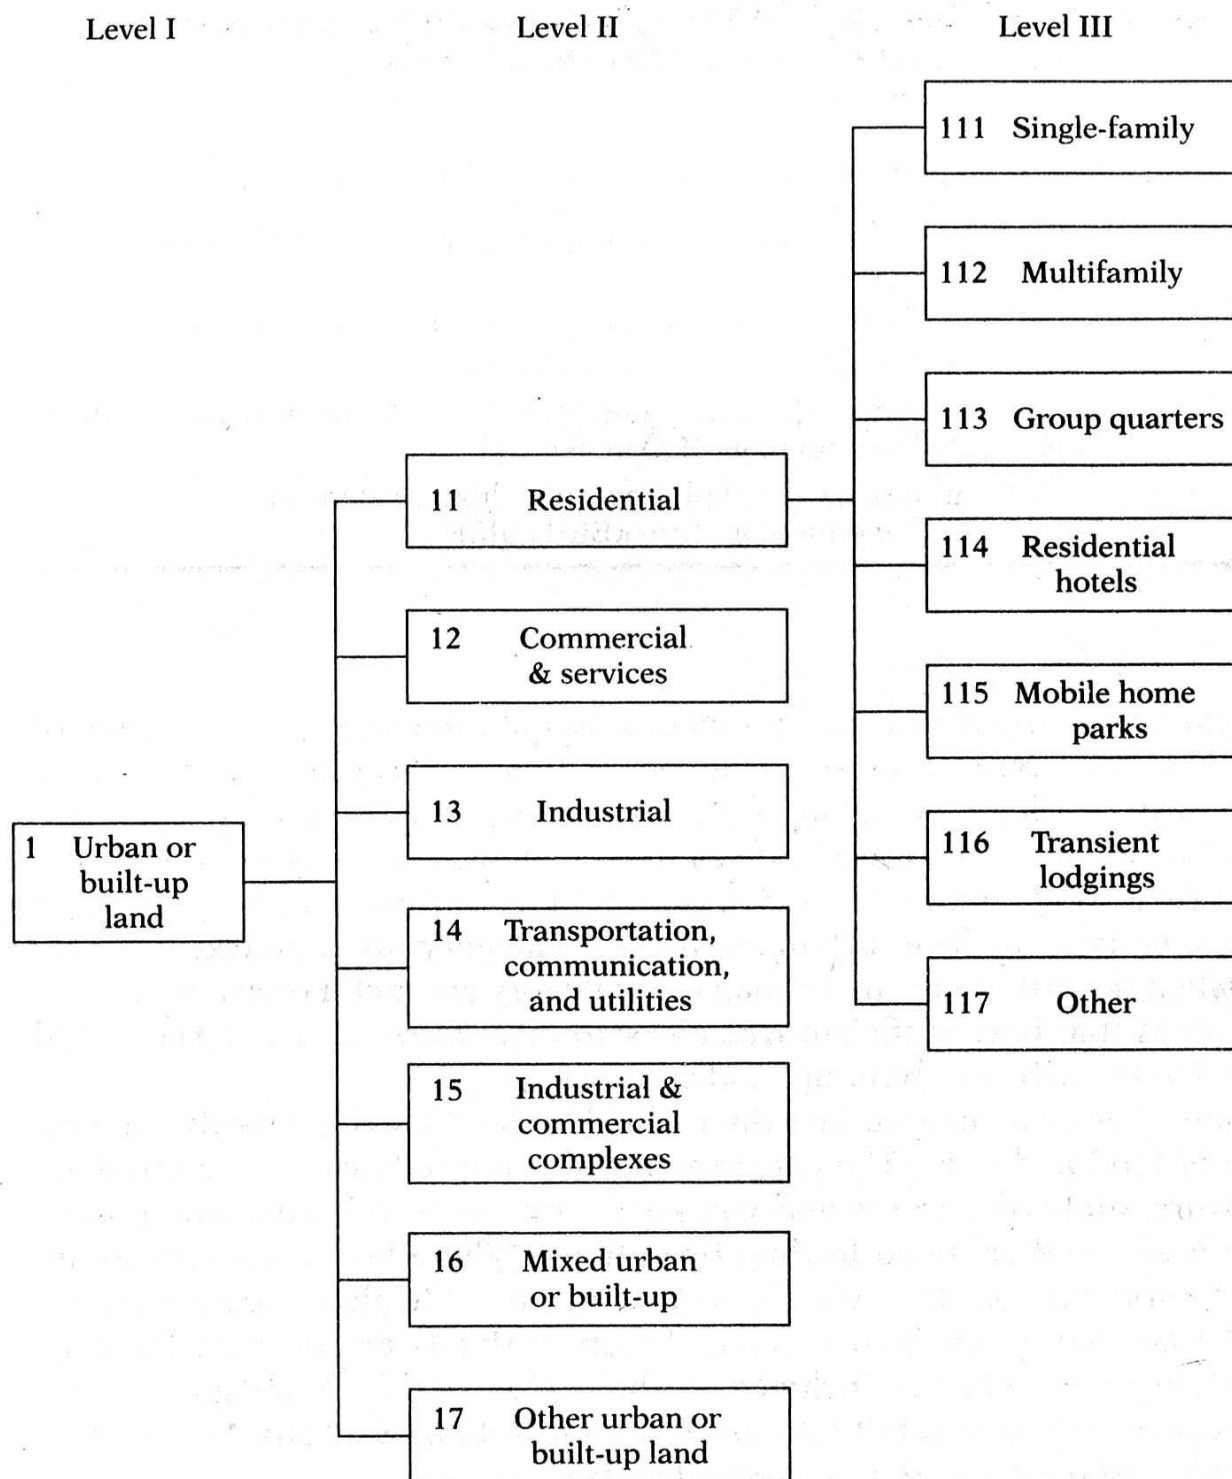 Level I
Level II
Level III
1 Urban or
built-up
land
11 Residential
12 Commercial
& services
13 Industrial
14 Transportation,
communication,
and utilities
15 Industrial &
commercial
complexes
16 Mixed urban
or built-up
17 Other urban or
built-up land
111 Single-family
112 Multifamily
113 Group quarters
114 Residential
hotels
115 Mobile home
parks
116 Transient
lodgings
117 Other